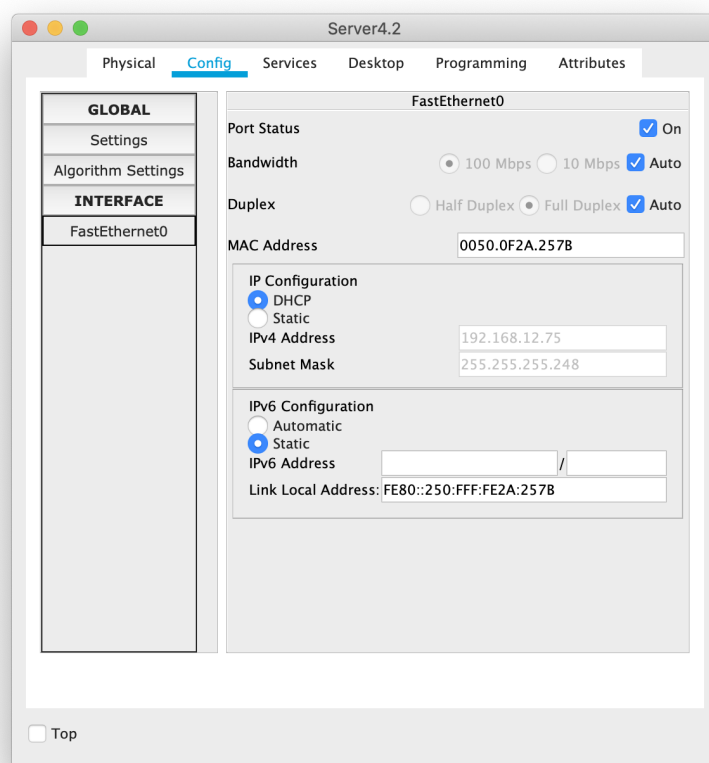 Server4.2
Physical Config Services Desktop Programming Attributes
GLOBAL
Settings
Algorithm Settings
INTERFACE
FastEthernet0
FastEthernet0
Port Status On
Bandwidth 100 Mbps 10 Mbps Auto
Duplex Half Duplex Full Duplex Auto
MAC Address 0050.0F2A.257B
IP Configuration
DHCP
Static
IPv4 Address 192.168.12.75
Subnet Mask 255.255.255.248
IPv6 Configuration
Automatic
Static
IPv6 Address /
Link Local Address: FE80::250:FFF:FE2A:257B
Top